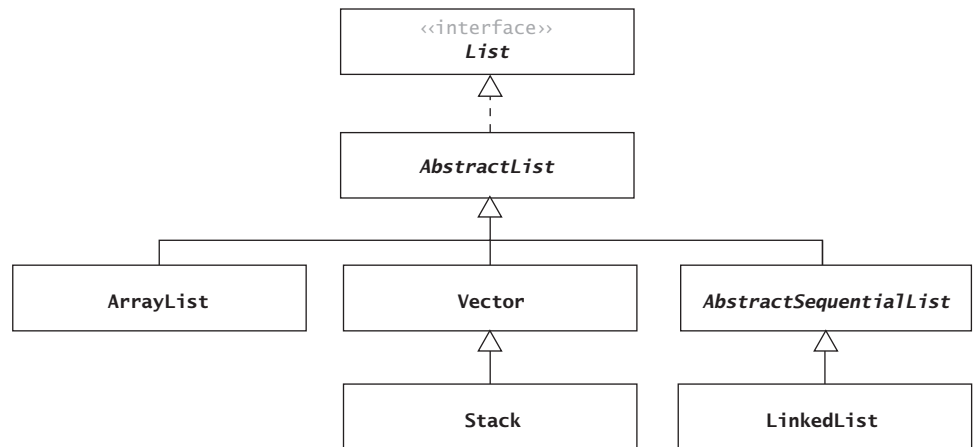 ‹‹interface››
List
AbstractList
ArrayList
Vector
AbstractSequentialList
Stack
LinkedList